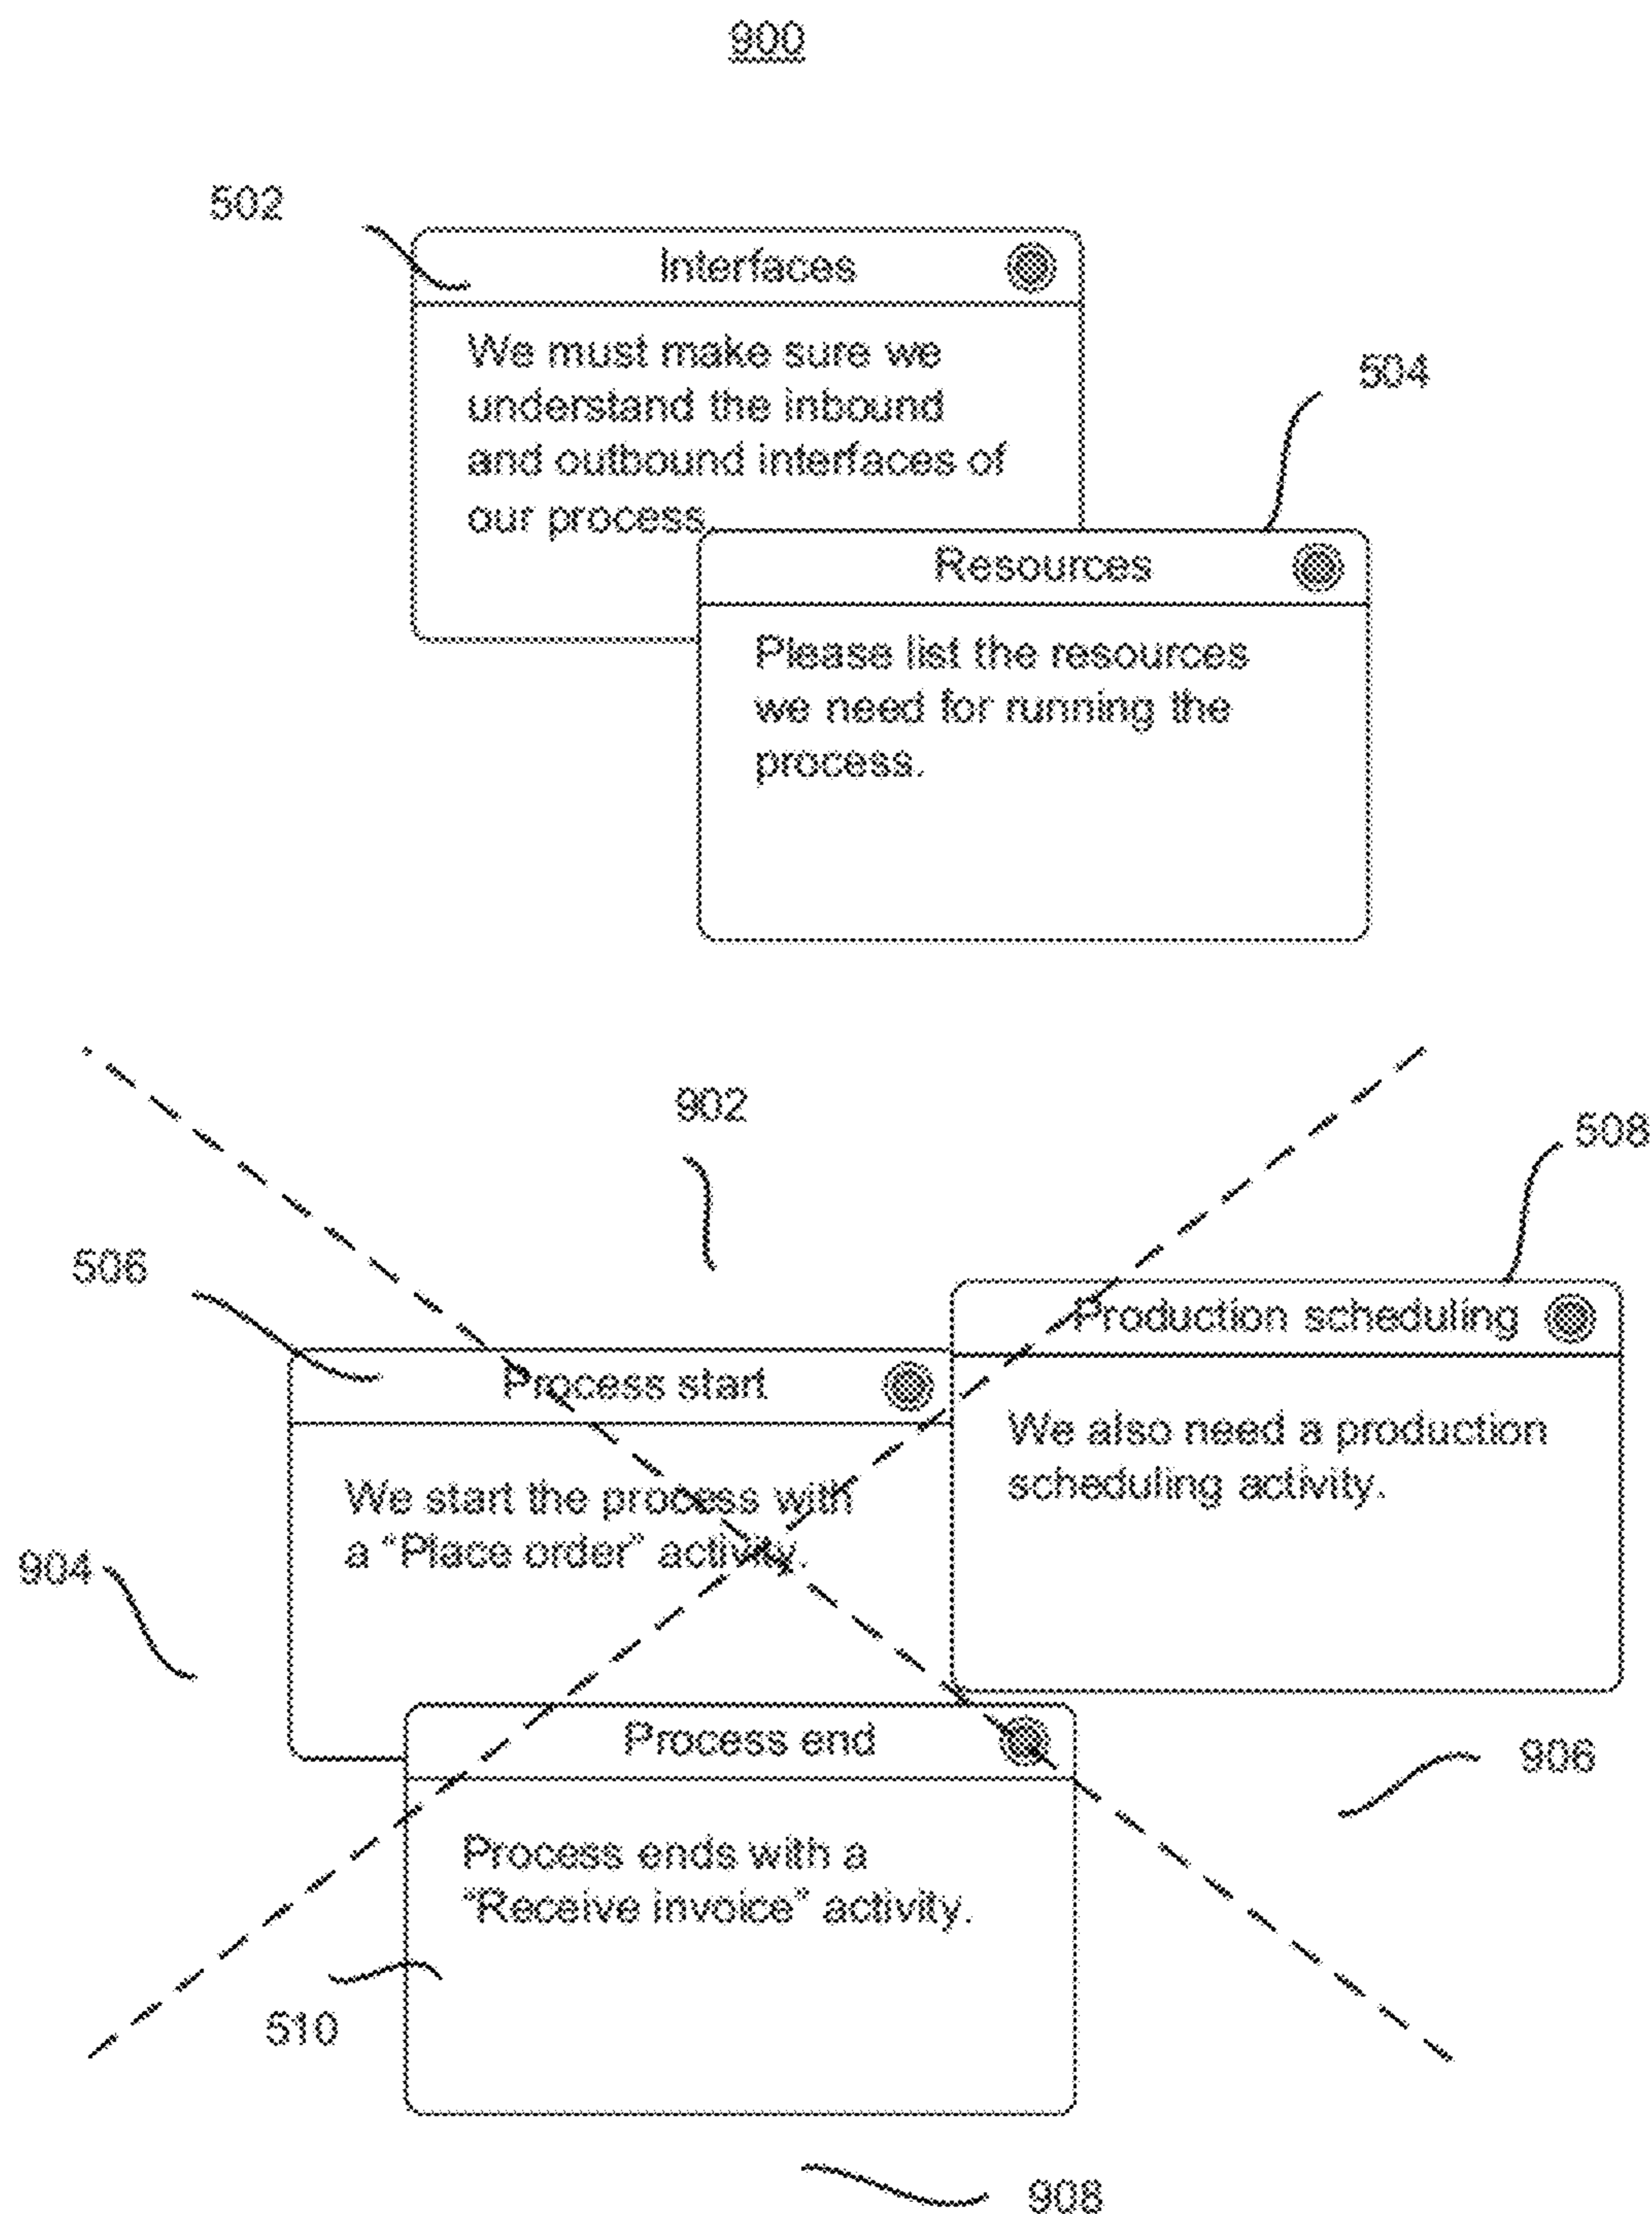 900
502
Interfaces
We must make sure we
understand the inbound
and outbound interfaces of
our process
504
Resources
Please list the resources
we need for running the
process.
902
508
506
Production scheduling
Process start
We also need a production
scheduling activity.
We start the process with
a “Place order” activity.
904
Process end
906
Process ends with a
“Receive invoice” activity.
510
908